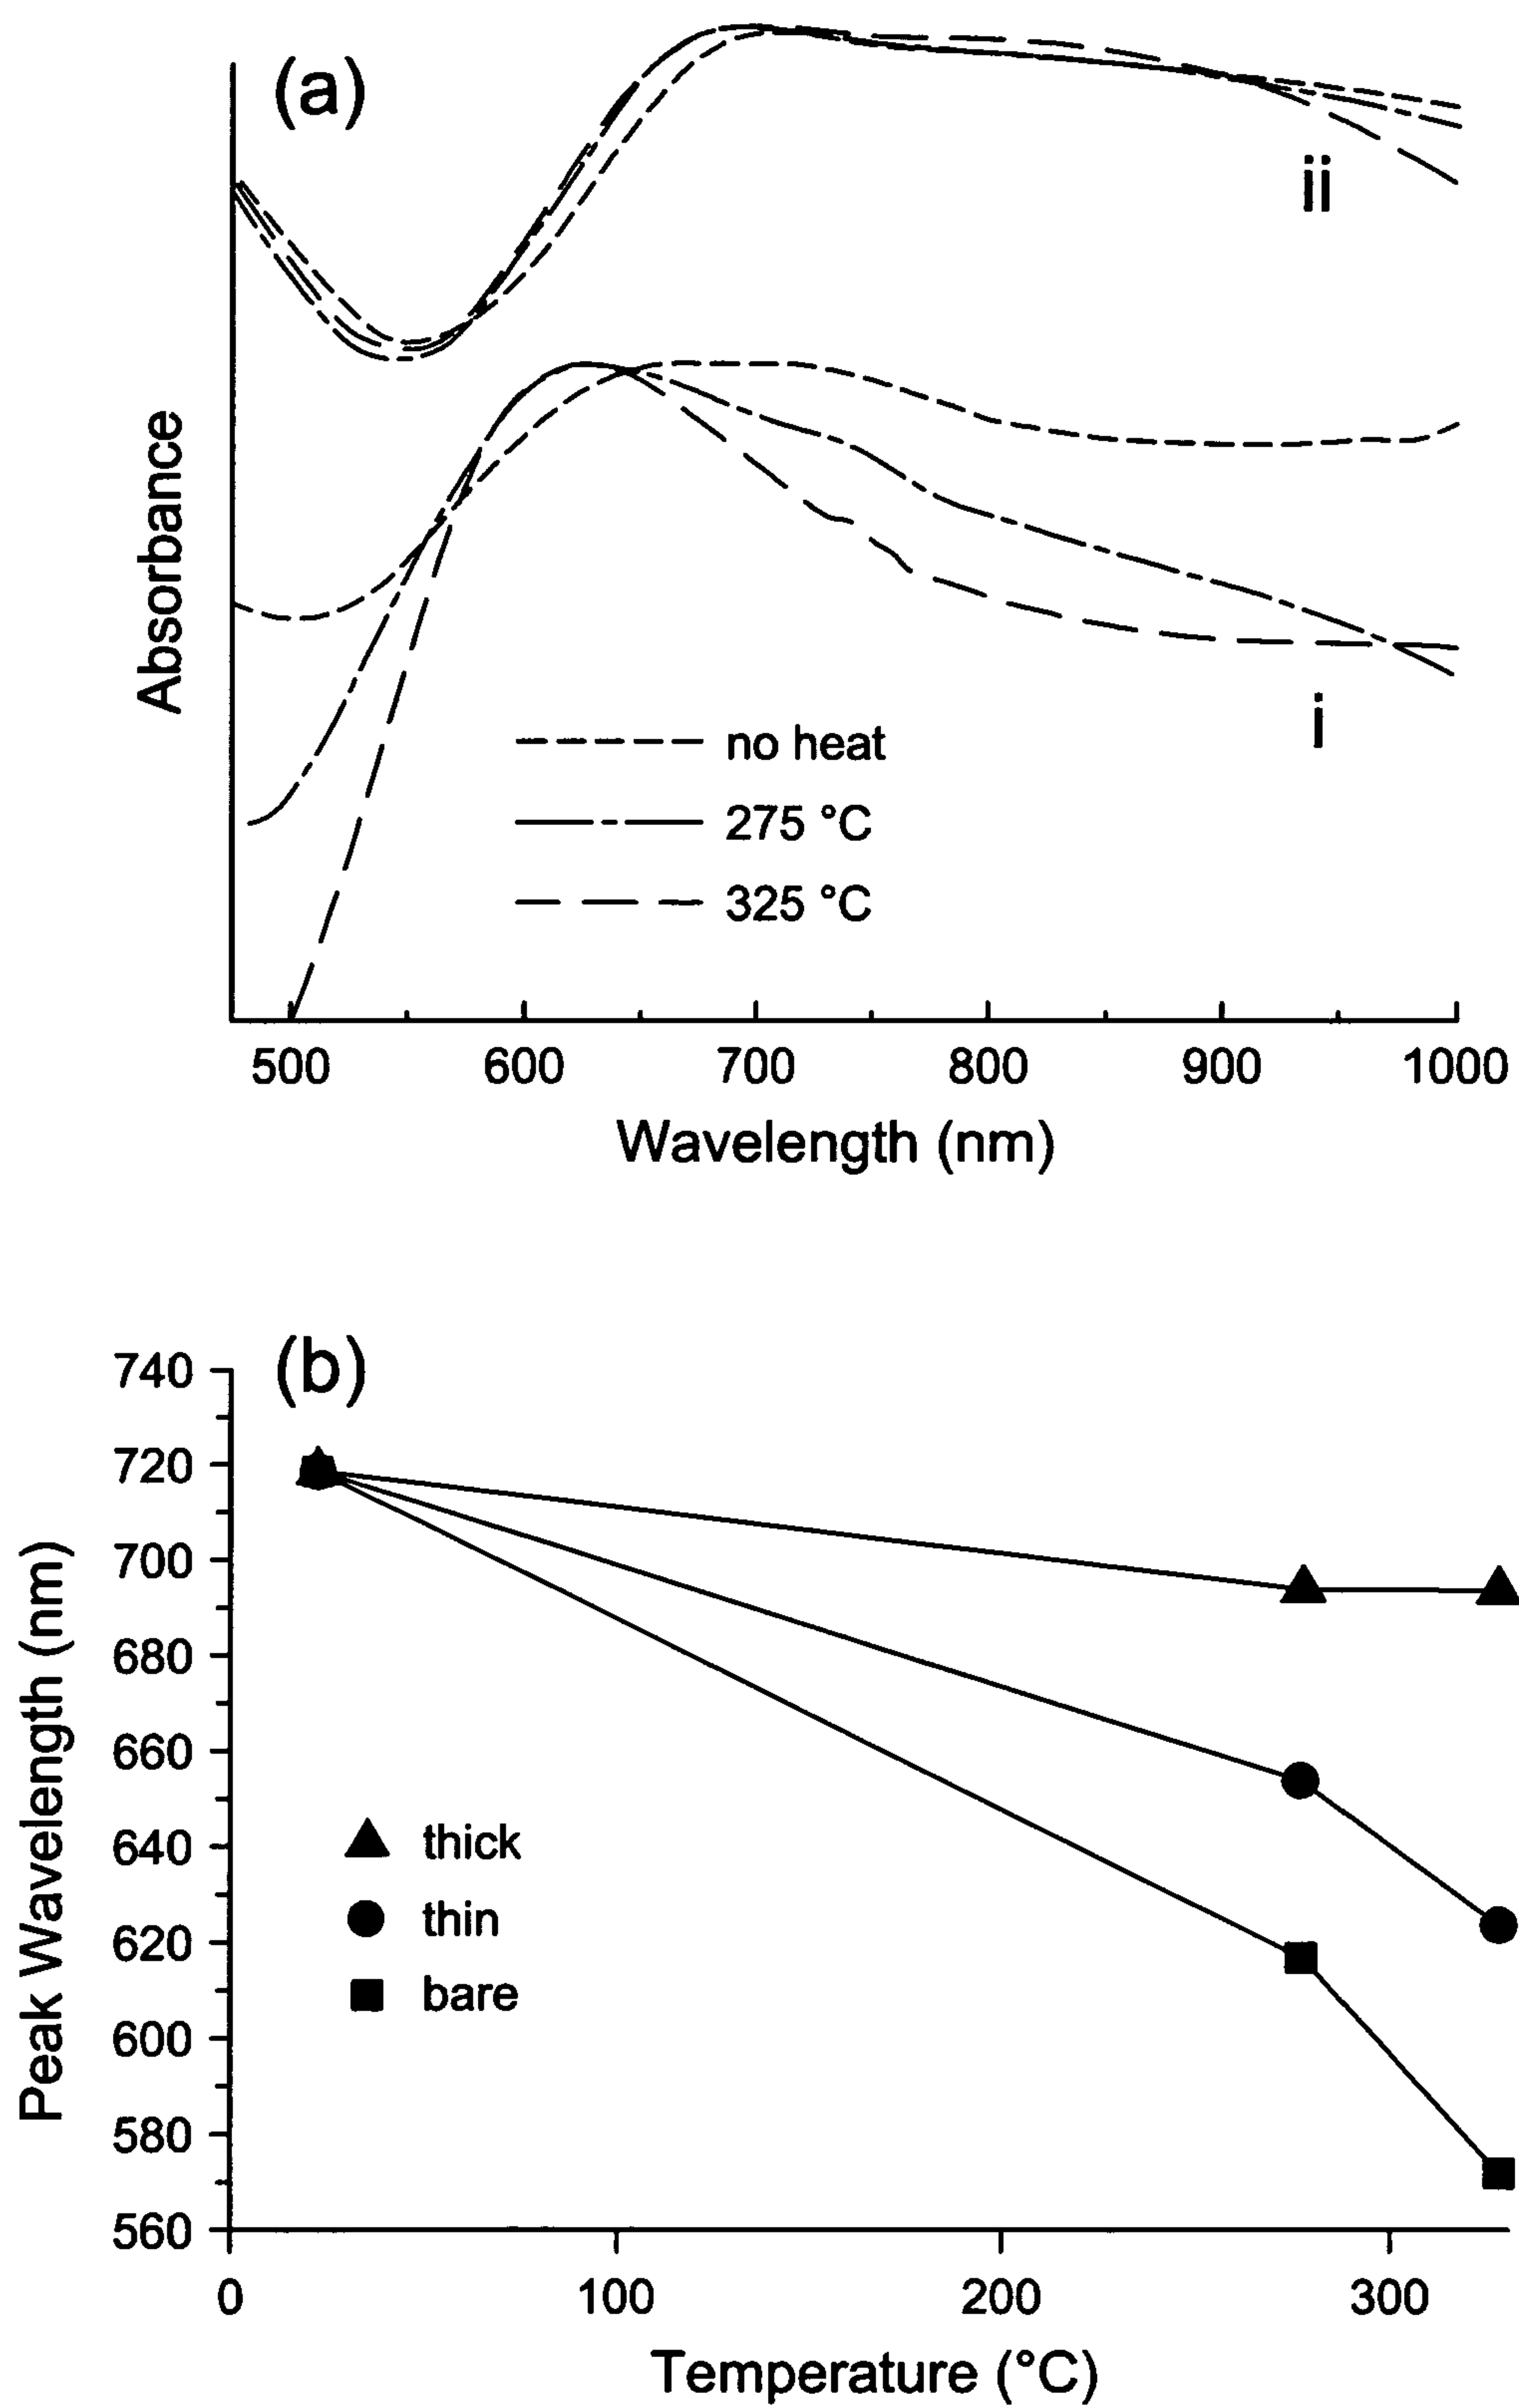 (a)
ii
Absorbance
i
no heat
275 °C
325 °C
500 600 700 800 900 1000
Wavelength (nm)
(b)
740
720
700
680
660
640
620
600
580
560
Peak Wavelength (nm)
thick
thin
bare
0 100 200 300
Temperature (°C)